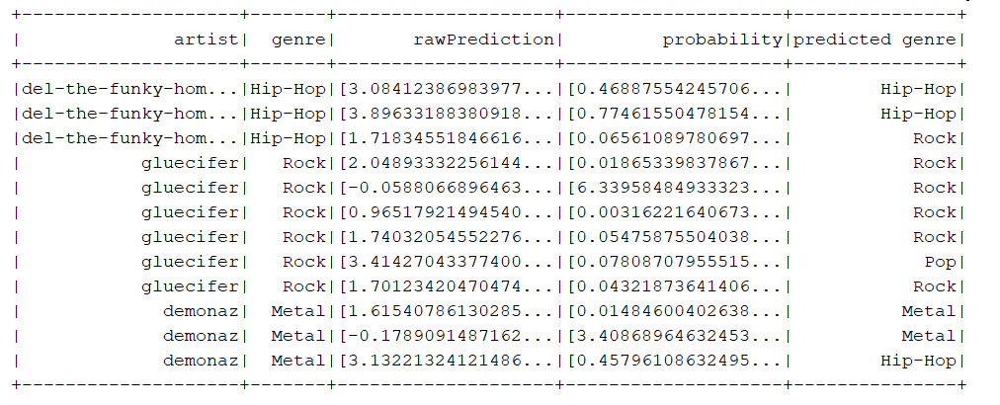 +--------------------+-------+--------------------+--------------------+---------------+
|              artist|  genre|       rawPrediction|         probability|predicted genre|
+--------------------+-------+--------------------+--------------------+---------------+
|del-the-funky-hom...|Hip-Hop|[3.08412386983977...|[0.46887554245706...|        Hip-Hop|
|del-the-funky-hom...|Hip-Hop|[3.89633188380918...|[0.77461550478154...|        Hip-Hop|
|del-the-funky-hom...|Hip-Hop|[1.71834551846616...|[0.06561089780697...|           Rock|
|           gluecifer|   Rock|[2.04893332256144...|[0.01865339837867...|           Rock|
|           gluecifer|   Rock|[-0.0588066896463...|[6.33958484933323...|           Rock|
|           gluecifer|   Rock|[0.96517921494540...|[0.00316221640673...|           Rock|
|           gluecifer|   Rock|[1.74032054552276...|[0.05475875504038...|           Rock|
|           gluecifer|   Rock|[3.41427043377400...|[0.07808707955515...|            Pop|
|           gluecifer|   Rock|[1.70123420470474...|[0.04321873641406...|           Rock|
|             demonaz|  Metal|[1.61540786130285...|[0.01484600402638...|          Metal|
|             demonaz|  Metal|[-0.1789091487162...|[3.40868964632453...|          Metal|
|             demonaz|  Metal|[3.13221324121486...|[0.45796108632495...|        Hip-Hop|
+--------------------+-------+--------------------+--------------------+---------------+